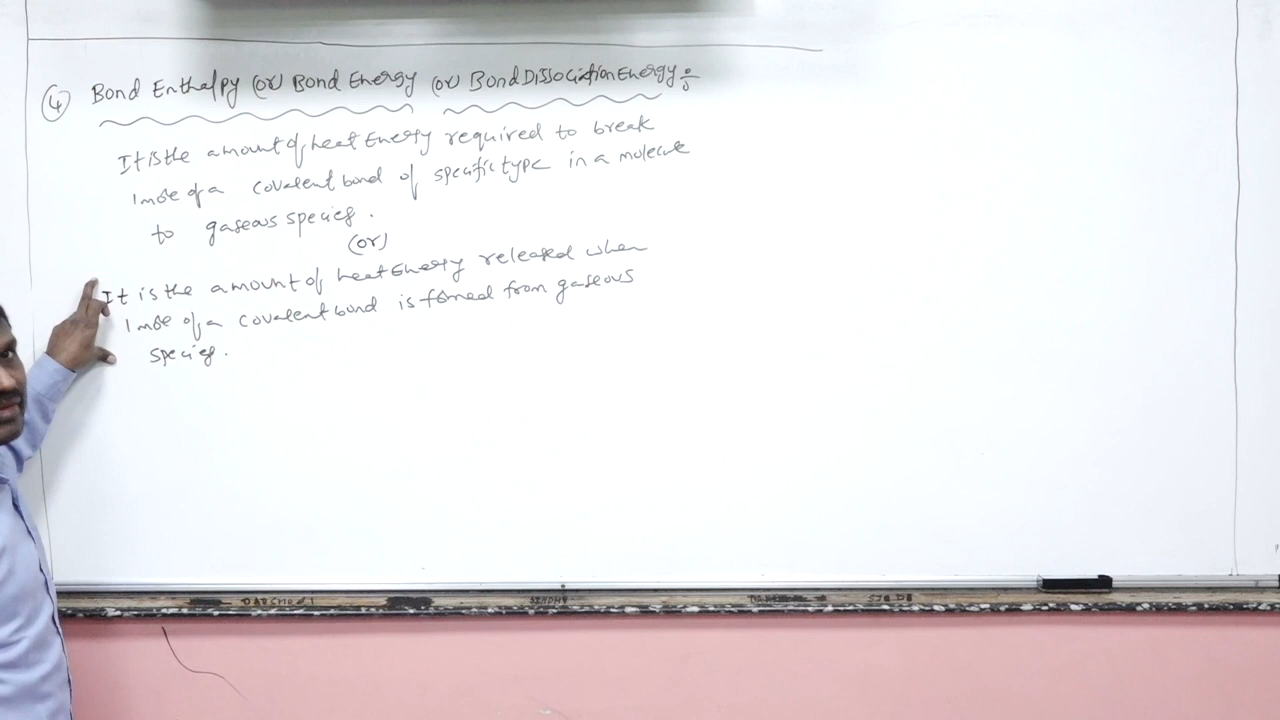 ④ Bond Enthalpy (or) Bond Energy (or) Bond Dissociation Energy :-
It is the amount of heat Energy required to break
1 mole of a covalent bond of specific type in a molecule
to gaseous species.
(or)
It is the amount of heat Energy released when
1 mole of a covalent bond is formed from gaseous
species.